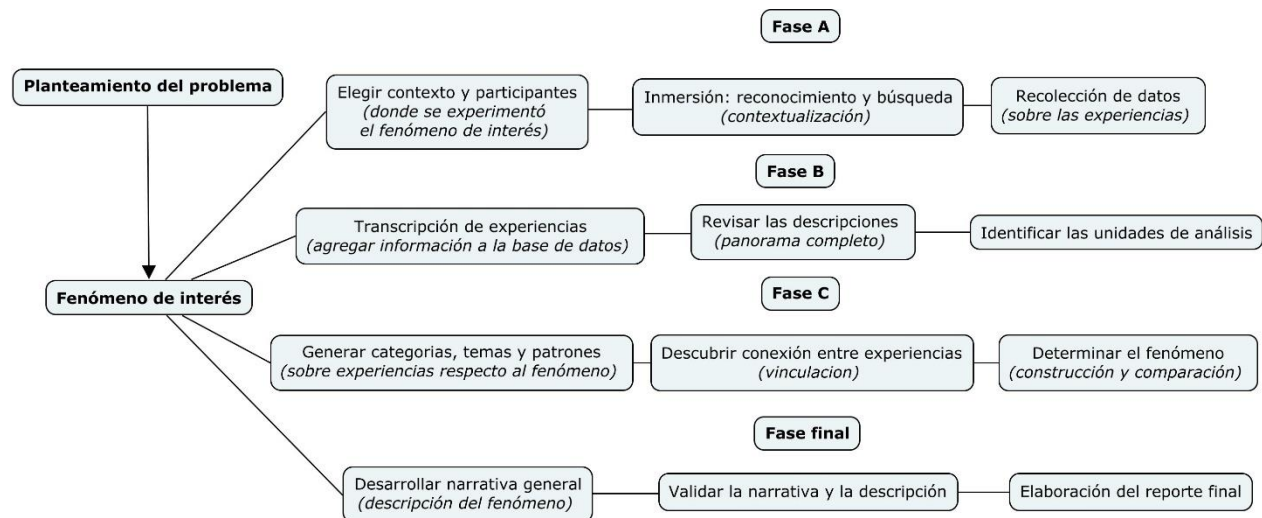 Fase A
Planteamiento del problema
Elegir contexto y participantes
(donde se experimentó
el fenómeno de interés)
Inmersión: reconocimiento y búsqueda
(contextualización)
Recolección de datos
(sobre las experiencias)
Fase B
Transcripción de experiencias
(agregar información a la base de datos)
Revisar las descripciones
(panorama completo)
Identificar las unidades de análisis
Fenómeno de interés
Fase C
Generar categorias, temas y patrones
(sobre experiencias respecto al fenómeno)
Descubrir conexión entre experiencias
(vinculacion)
Determinar el fenómeno
(construcción y comparación)
Fase final
Desarrollar narrativa general
(descripción del fenómeno)
Validar la narrativa y la descripción
Elaboración del reporte final